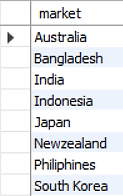 market
Australia
Bangladesh
India
Indonesia
Japan
Newzealand
Philiphines
South Korea